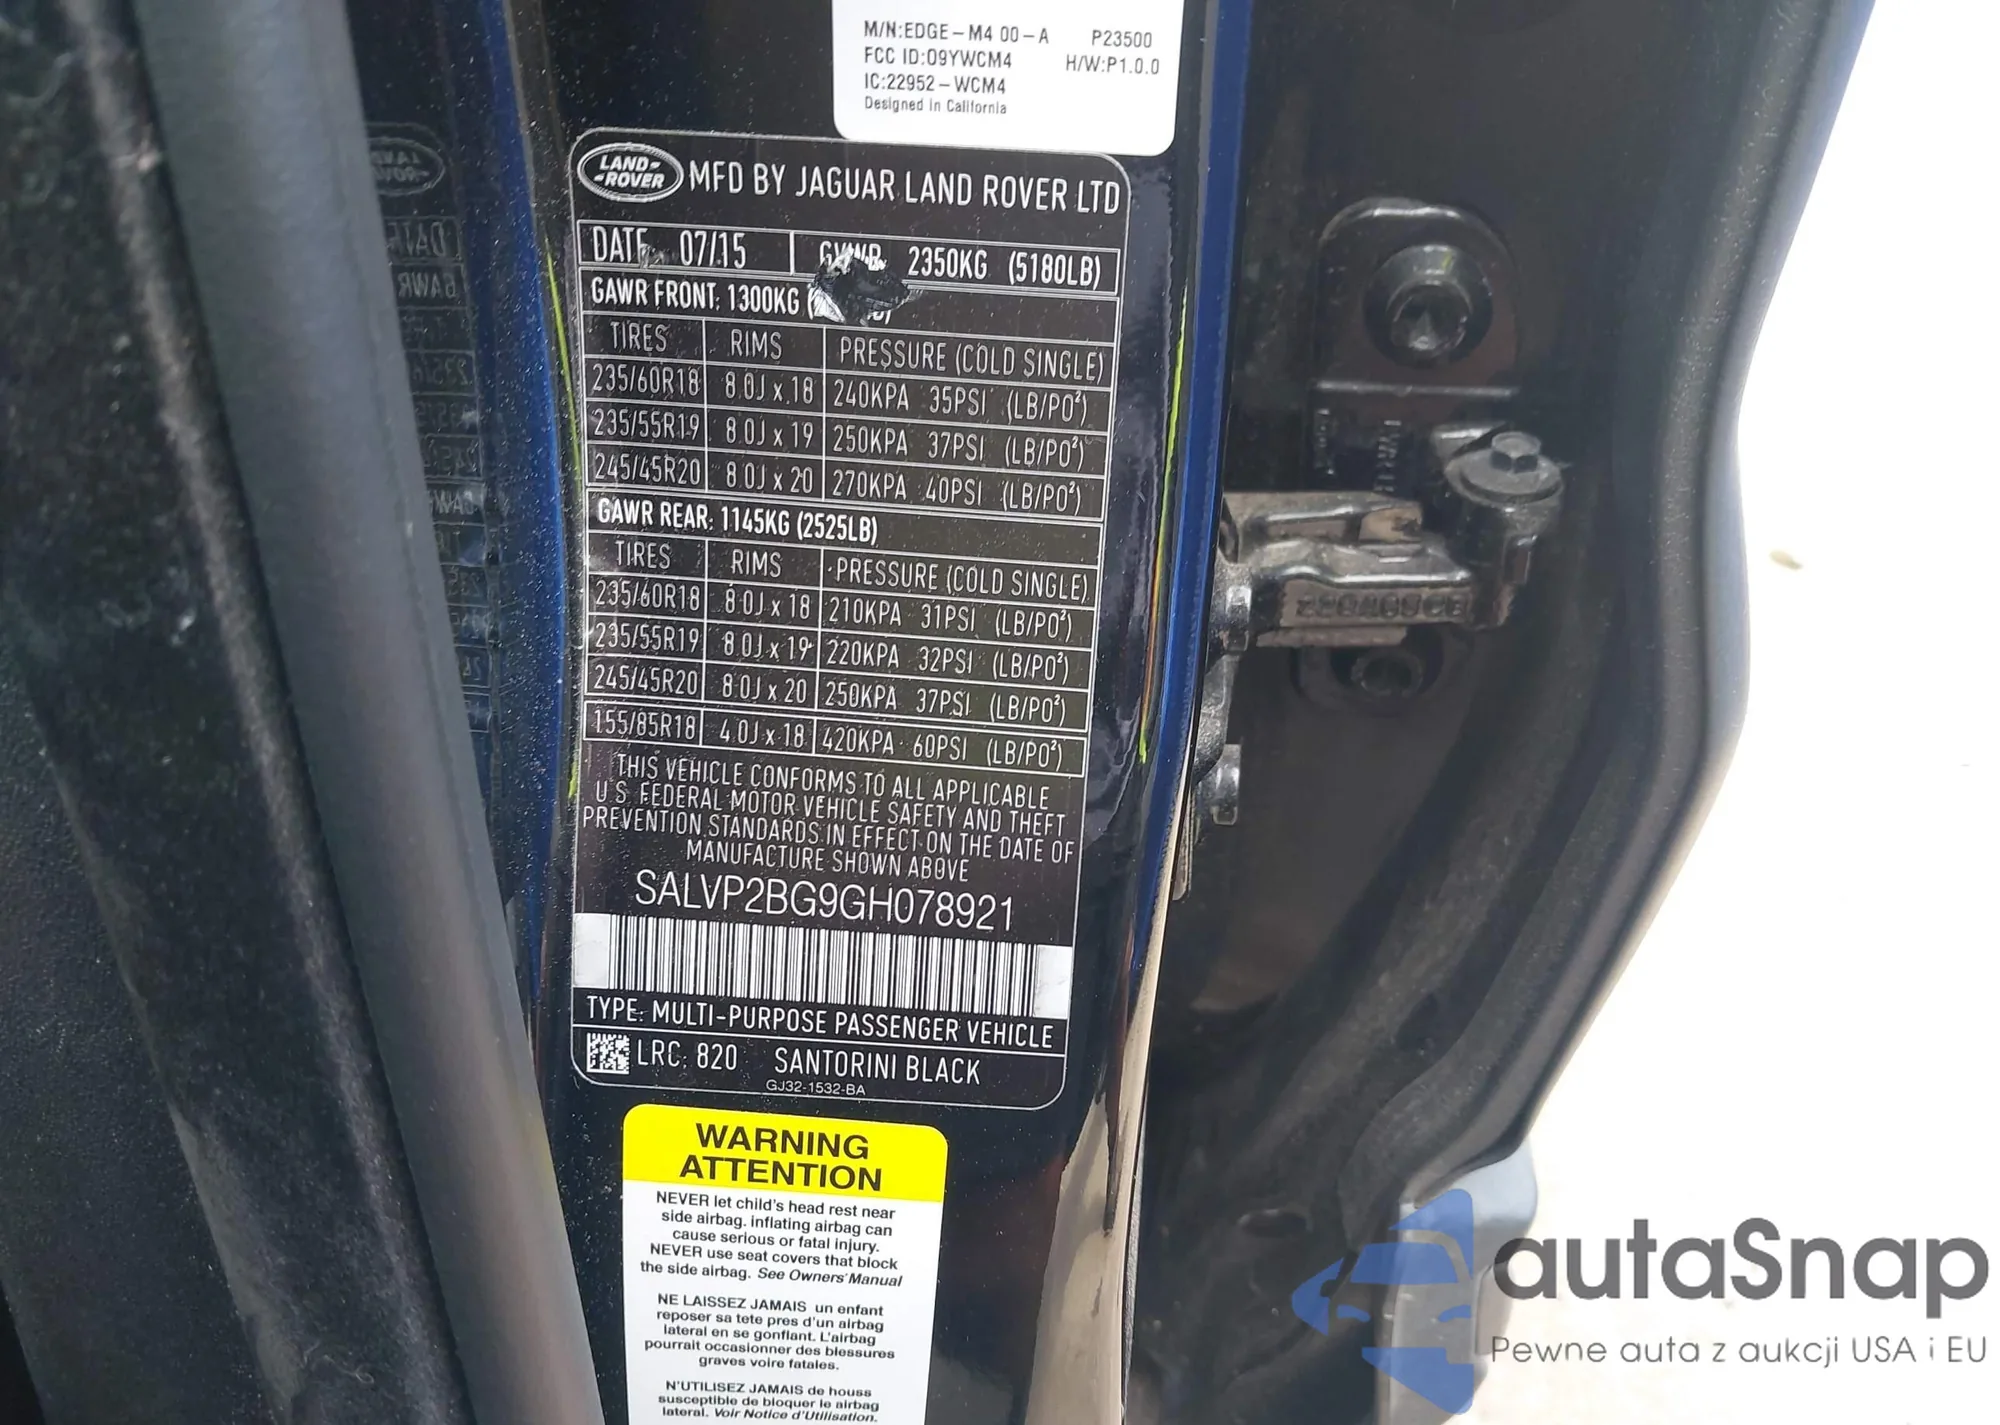 M/N:EDGE-M4 00-A P23500
FCC ID:O9YWCM4 H/W:P1.0.0
IC:22952-WCM4
Designed in California
LAND-
-ROVER
MFD BY JAGUAR LAND ROVER LTD
DATE 07/15 GVWR 2350KG (5180LB)
GAWR FRONT: 1300KG (
TIRES RIMS PRESSURE (COLD SINGLE)
235/60R18 8.0J x 18 240KPA 35PSI (LB/PO²)
235/55R19 8.0J x 19 250KPA 37PSI (LB/PO²)
245/45R20 8.0J x 20 270KPA 40PSI (LB/PO²)
GAWR REAR: 1145KG (2525LB)
TIRES RIMS PRESSURE (COLD SINGLE)
235/60R18 8.0J x 18 210KPA 31PSI (LB/PO²)
235/55R19 8.0J x 19 220KPA 32PSI (LB/PO²)
245/45R20 8.0J x 20 250KPA 37PSI (LB/PO²)
155/85R18 4.0J x 18 420KPA 60PSI (LB/PO²)
THIS VEHICLE CONFORMS TO ALL APPLICABLE
U.S. FEDERAL MOTOR VEHICLE SAFETY AND THEFT
PREVENTION STANDARDS IN EFFECT ON THE DATE OF
MANUFACTURE SHOWN ABOVE
SALVP2BG9GH078921
TYPE: MULTI-PURPOSE PASSENGER VEHICLE
LRC: 820 SANTORINI BLACK
GJ32-1532-BA
WARNING
ATTENTION
NEVER let child's head rest near
side airbag. inflating airbag can
cause serious or fatal injury.
NEVER use seat covers that block
the side airbag. See Owners' Manual
NE LAISSEZ JAMAIS un enfant
reposer sa tete pres d'un airbag
lateral en se gonflant. L'airbag
pourrait occasionner des blessures
graves voire fatales.
N'UTILISEZ JAMAIS de houss
susceptible de bloquer le airbag
lateral. Voir Notice d'Utilisation.
autaSnap
Pewne auta z aukcji USA i EU